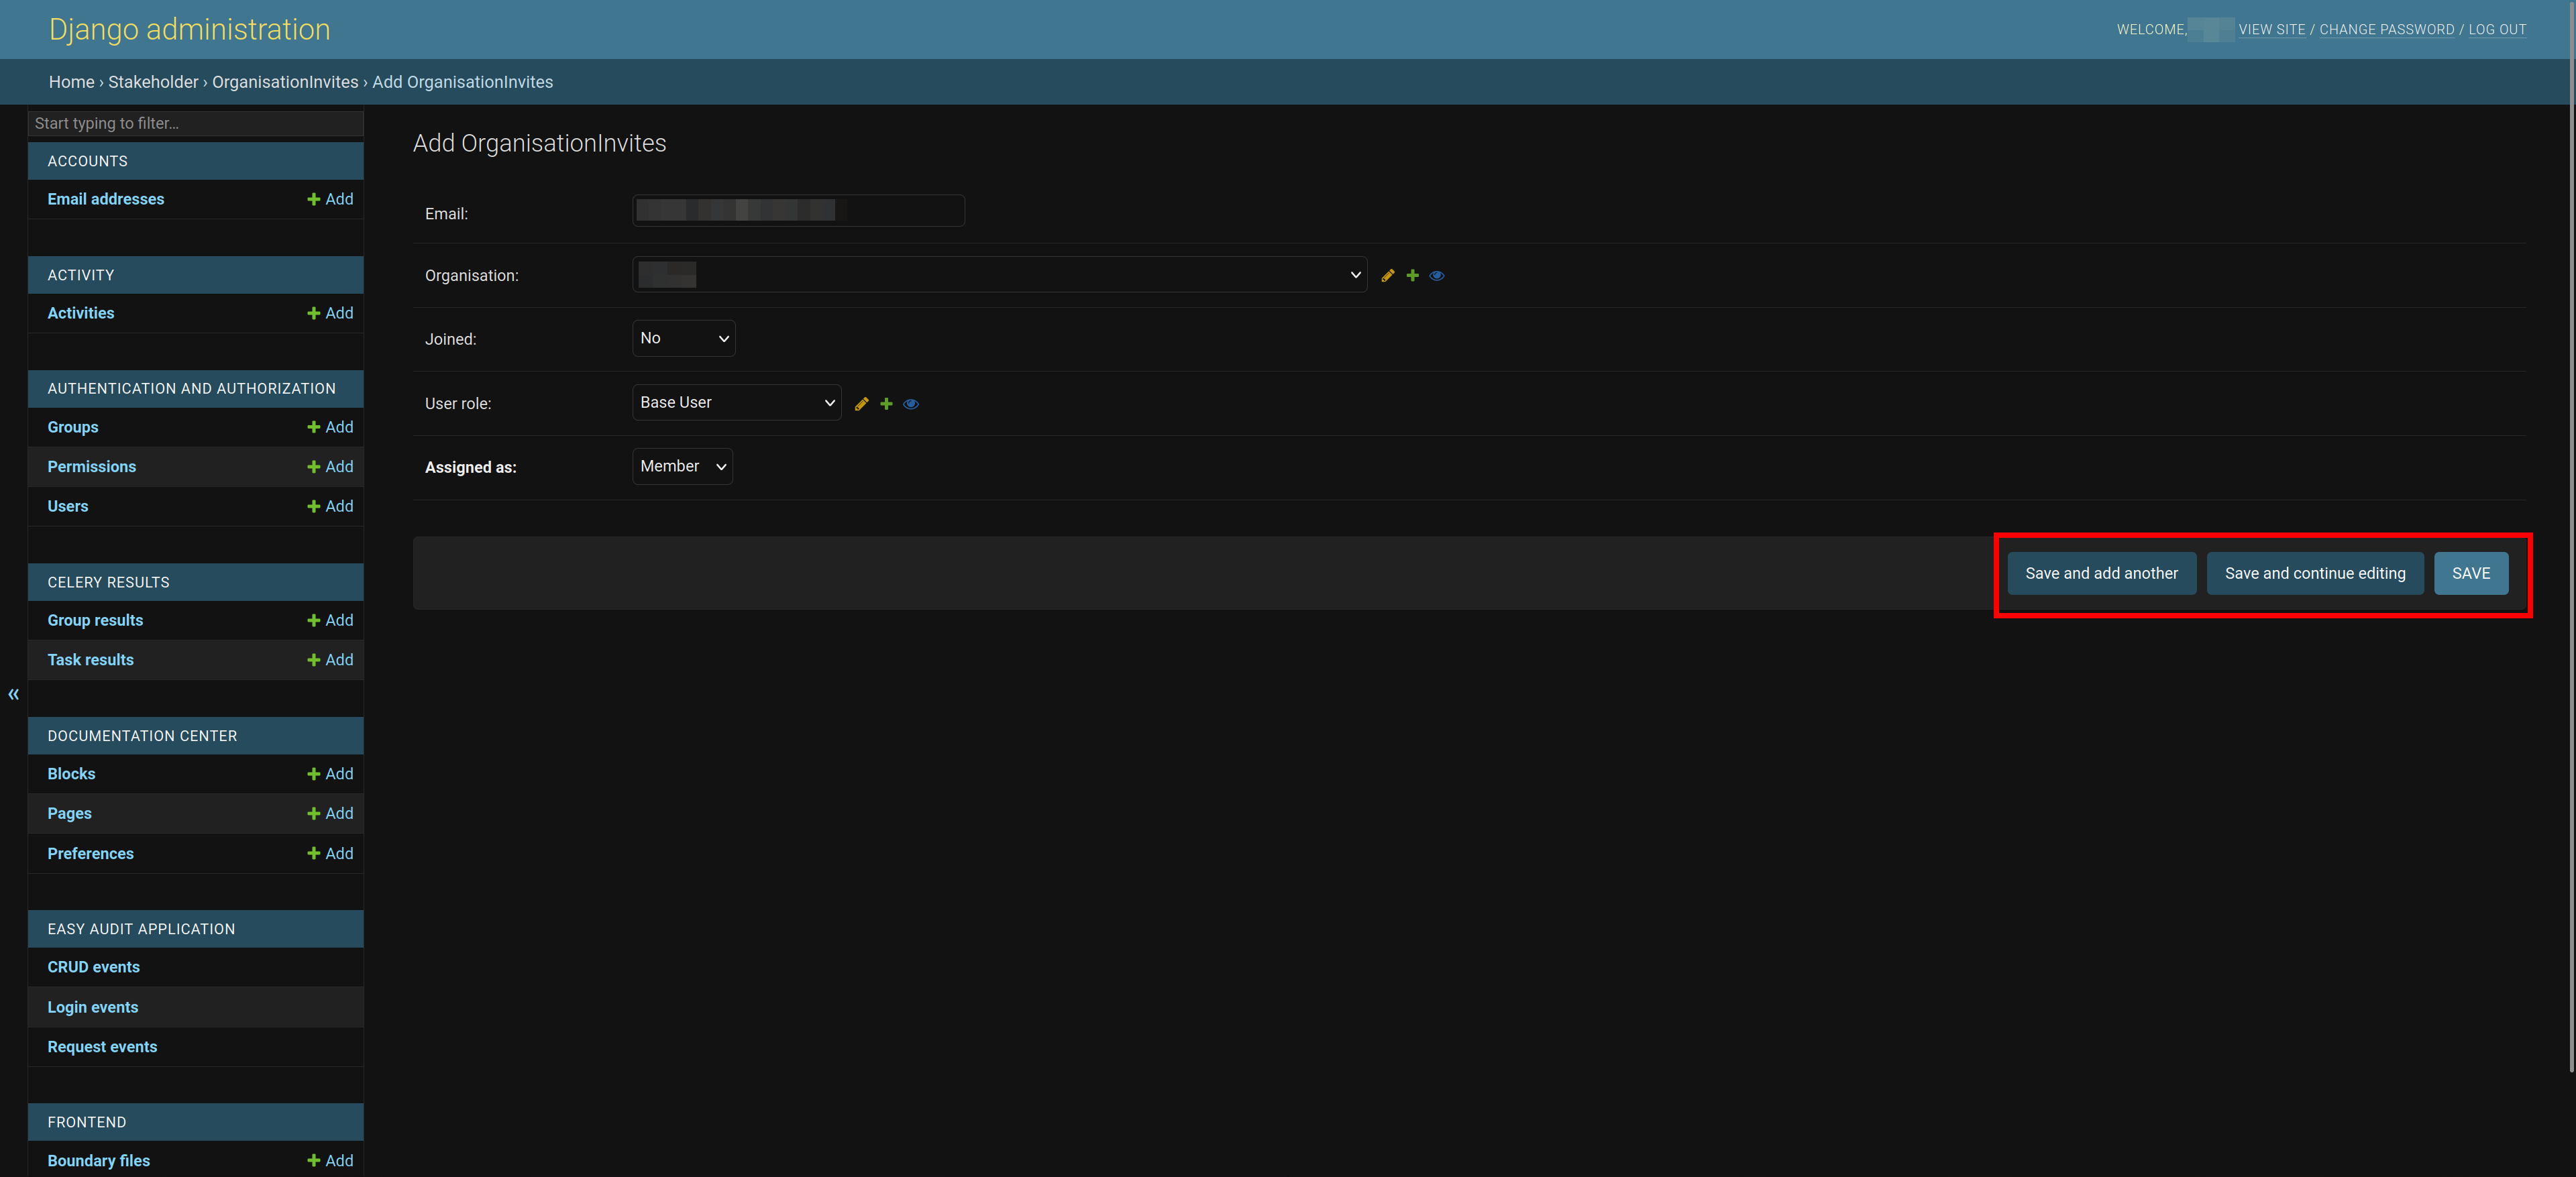 Django administration
WELCOME, VIEW SITE / CHANGE PASSWORD / LOG OUT
Home › Stakeholder › OrganisationInvites › Add OrganisationInvites
Start typing to filter...
ACCOUNTS
Email addresses + Add
ACTIVITY
Activities + Add
AUTHENTICATION AND AUTHORIZATION
Groups + Add
Permissions + Add
Users + Add
CELERY RESULTS
Group results + Add
Task results + Add
«
DOCUMENTATION CENTER
Blocks + Add
Pages + Add
Preferences + Add
EASY AUDIT APPLICATION
CRUD events
Login events
Request events
FRONTEND
Boundary files + Add
Add OrganisationInvites
Email:
Organisation:
Joined: No
User role: Base User
Assigned as: Member
Save and add another Save and continue editing SAVE